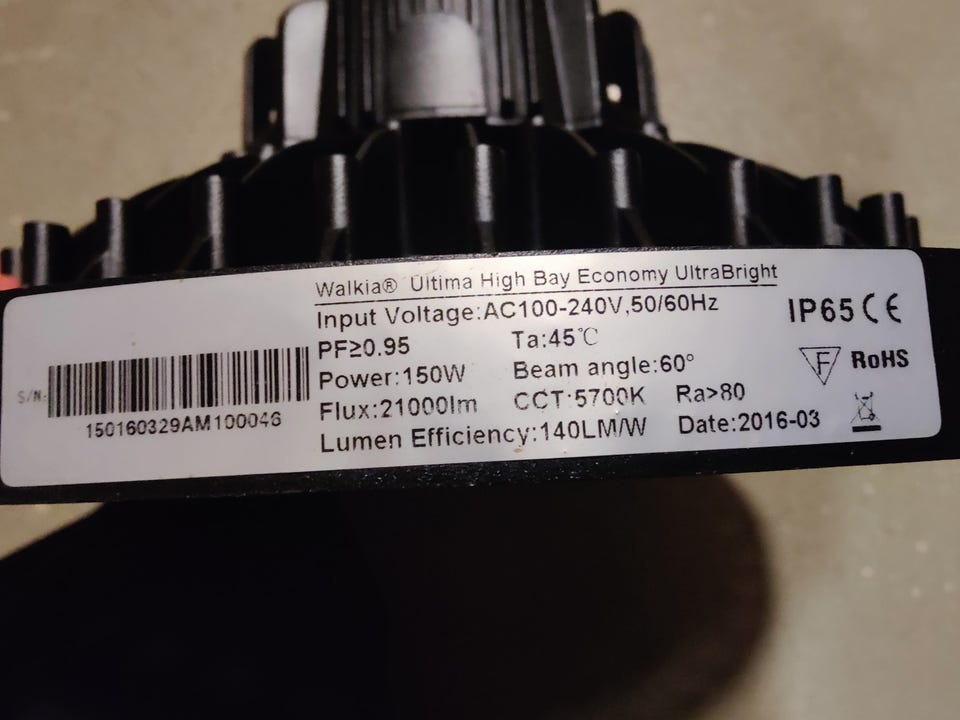 Walkia® Ultima High Bay Economy UltraBright
Input Voltage:AC100-240V,50/60Hz
PF≥0.95 Ta:45℃
Power:150W Beam angle:60°
Flux:21000lm CCT:5700K Ra>80
Lumen Efficiency:140LM/W Date:2016-03
IP65 CE
F RoHS
S/N:
150160329AM100046